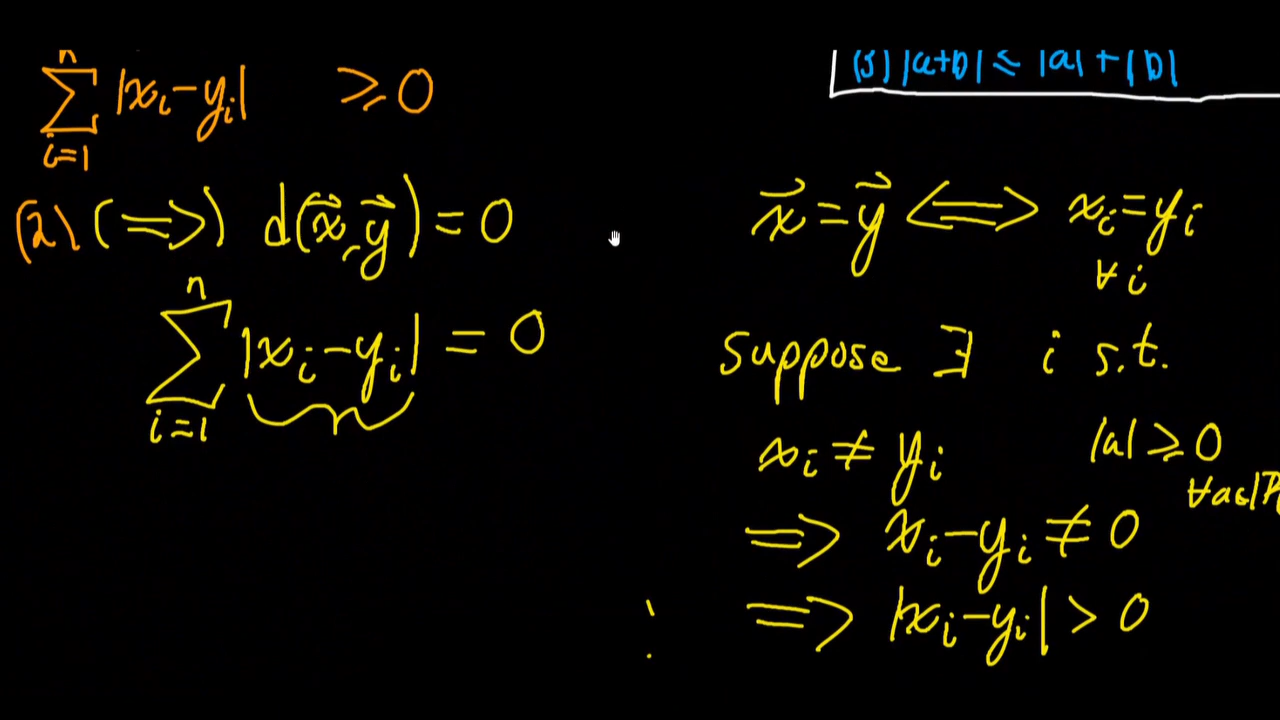 n
∑ |xᵢ-yᵢ| ⩾0
i=1
(2) (⟹) d(x⃗,y⃗)=0
n
∑ |xᵢ-yᵢ| = 0
i=1
(3) |a+b| ⩽ |a|+|b|
x⃗=y⃗ ⟺ xᵢ=yᵢ
∀i
suppose ∃ i s.t.
xᵢ≠yᵢ |a|⩾0
∀a∈ℝ
⟹ xᵢ-yᵢ≠0
∴ ⟹ |xᵢ-yᵢ|>0